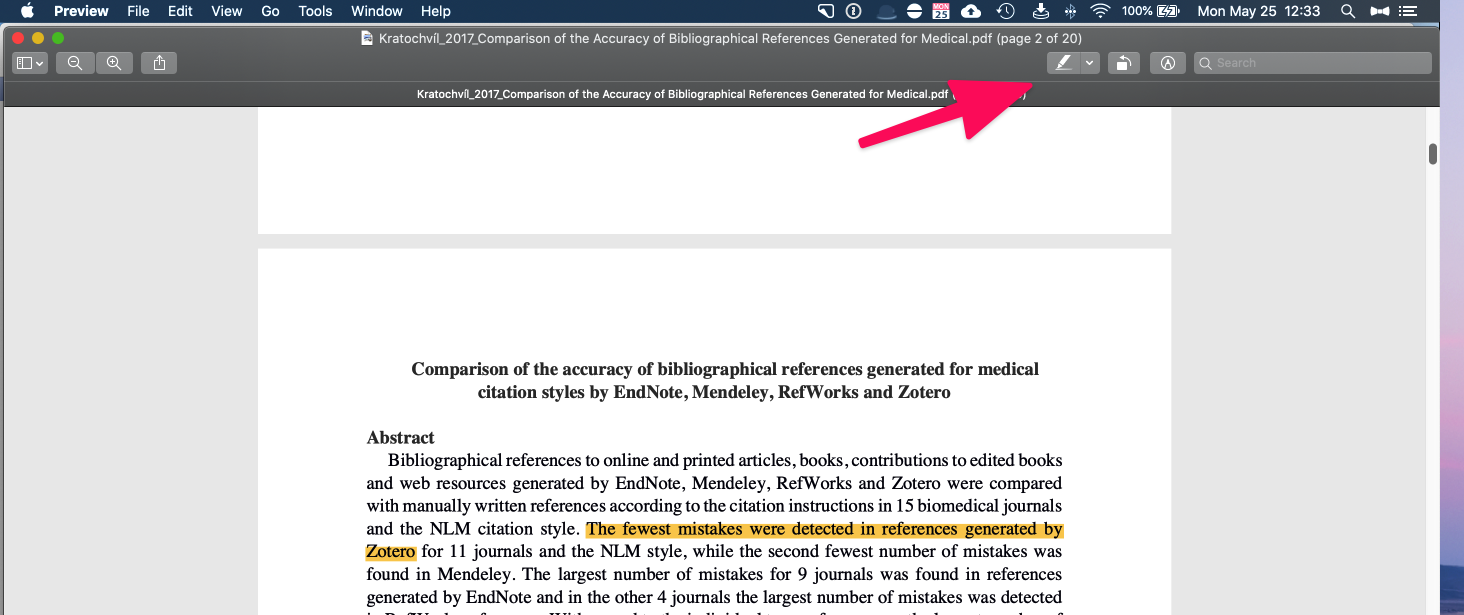 Preview File Edit View Go Tools Window Help MON 25 100% Mon May 25 12:33
Kratochvíl_2017_Comparison of the Accuracy of Bibliographical References Generated for Medical.pdf (page 2 of 20)
Search
Kratochvíl_2017_Comparison of the Accuracy of Bibliographical References Generated for Medical.pdf
Comparison of the accuracy of bibliographical references generated for medical
citation styles by EndNote, Mendeley, RefWorks and Zotero
Abstract
Bibliographical references to online and printed articles, books, contributions to edited books
and web resources generated by EndNote, Mendeley, RefWorks and Zotero were compared
with manually written references according to the citation instructions in 15 biomedical journals
and the NLM citation style. The fewest mistakes were detected in references generated by
Zotero for 11 journals and the NLM style, while the second fewest number of mistakes was
found in Mendeley. The largest number of mistakes for 9 journals was found in references
generated by EndNote and in the other 4 journals the largest number of mistakes was detected